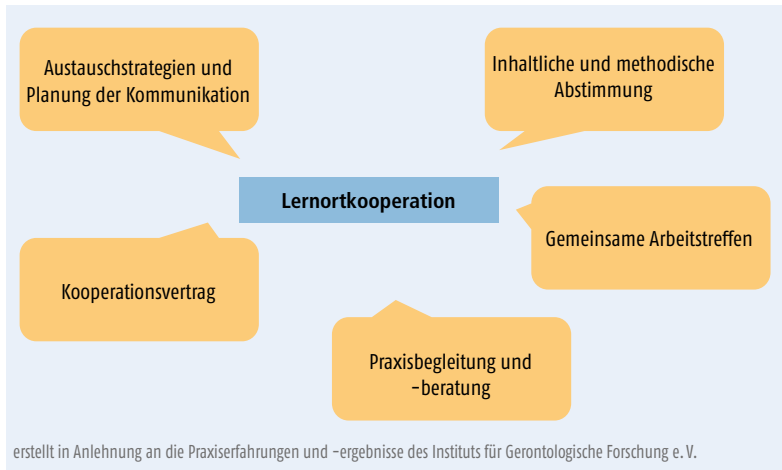 Austauschstrategien und
Planung der Kommunikation
Inhaltliche und methodische
Abstimmung
Lernortkooperation
Gemeinsame Arbeitstreffen
Kooperationsvertrag
Praxisbegleitung und
-beratung
erstellt in Anlehnung an die Praxiserfahrungen und -ergebnisse des Instituts für Gerontologische Forschung e. V.